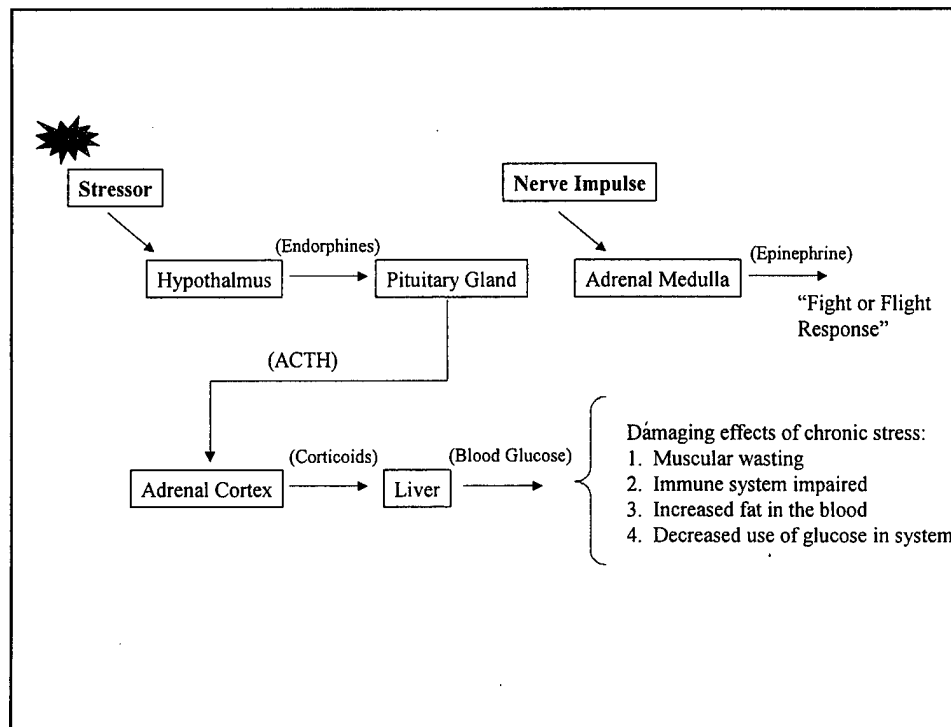 Stressor
Nerve Impulse
(Endorphines)
(Epinephrine)
Hypothalmus
Pituitary Gland
Adrenal Medulla
“Fight or Flight
Response”
(ACTH)
(Corticoids)
(Blood Glucose)
Adrenal Cortex
Liver
Damaging effects of chronic stress:
1. Muscular wasting
2. Immune system impaired
3. Increased fat in the blood
4. Decreased use of glucose in system